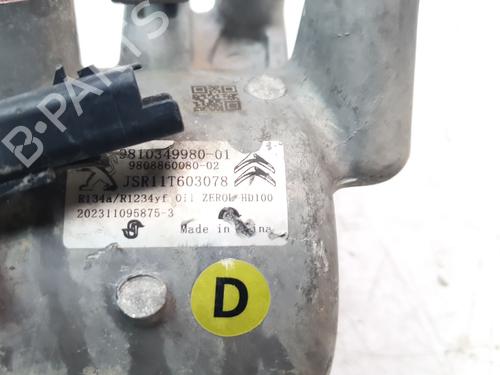 B-PARTS
9810349980-01
9808860080-02
JSR11T603078
R134a/R1234yf Oil ZEROL HD100
202311095875-3
Made in China
D